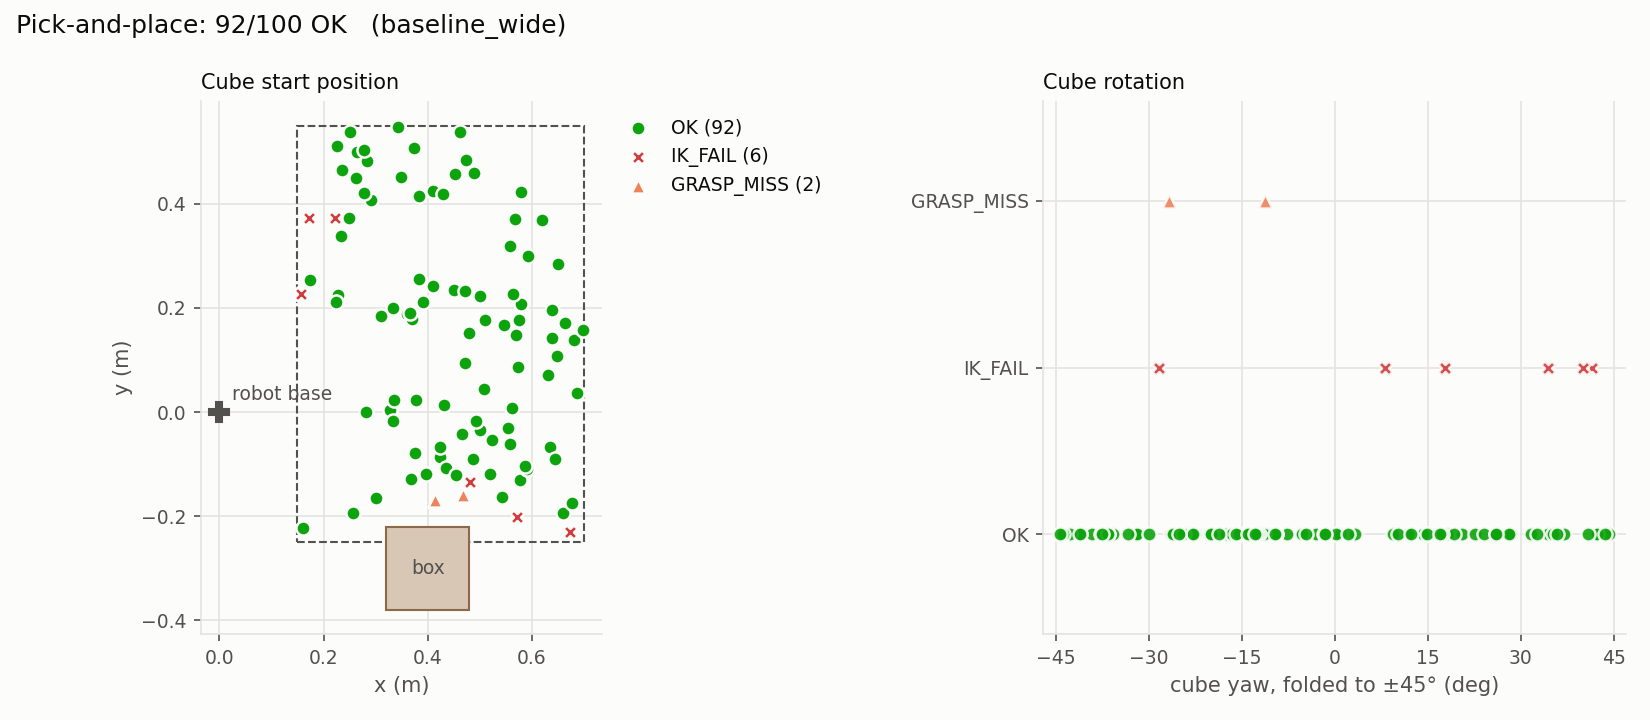 Pick-and-place: 92/100 OK   (baseline_wide)
Cube start position
OK (92)
IK_FAIL (6)
GRASP_MISS (2)
0.4
0.2
0.0
−0.2
−0.4
y (m)
robot base
box
0.0
0.2
0.4
0.6
x (m)
Cube rotation
GRASP_MISS
IK_FAIL
OK
−45
−30
−15
0
15
30
45
cube yaw, folded to ±45° (deg)